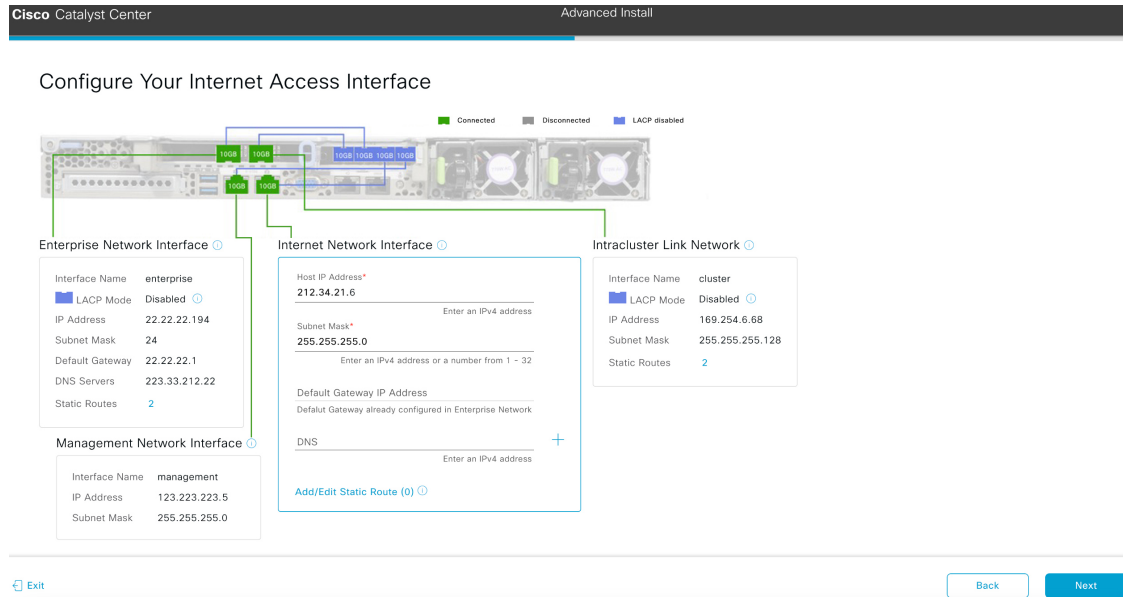 Cisco Catalyst Center
Advanced Install
Configure Your Internet Access Interface
Connected
Disconnected
LACP disabled
10GB 10GB
10GB 10GB 10GB 10GB
10GB 10GB
Enterprise Network Interface
Interface Name enterprise
LACP Mode Disabled
IP Address 22.22.22.194
Subnet Mask 24
Default Gateway 22.22.22.1
DNS Servers 223.33.212.22
Static Routes 2
Management Network Interface
Interface Name management
IP Address 123.223.223.5
Subnet Mask 255.255.255.0
Internet Network Interface
Host IP Address*
212.34.21.6
Enter an IPv4 address
Subnet Mask*
255.255.255.0
Enter an IPv4 address or a number from 1 - 32
Default Gateway IP Address
Defalut Gateway already configured in Enterprise Network
DNS
Enter an IPv4 address
Add/Edit Static Route (0)
Intracluster Link Network
Interface Name cluster
LACP Mode Disabled
IP Address 169.254.6.68
Subnet Mask 255.255.255.128
Static Routes 2
Exit
Back
Next